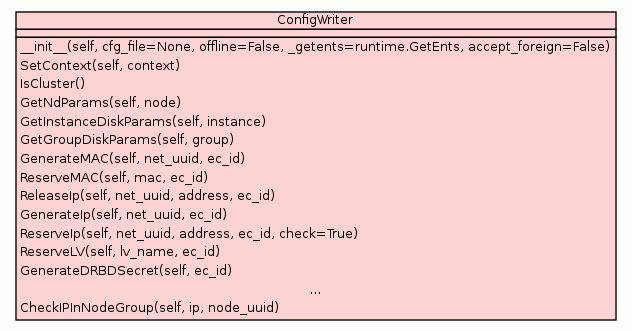 ConfigWriter
__init__(self, cfg_file=None, offline=False, _getents=runtime.GetEnts, accept_foreign=False)
SetContext(self, context)
IsCluster()
GetNdParams(self, node)
GetInstanceDiskParams(self, instance)
GetGroupDiskParams(self, group)
GenerateMAC(self, net_uuid, ec_id)
ReserveMAC(self, mac, ec_id)
ReleaseIp(self, net_uuid, address, ec_id)
GenerateIp(self, net_uuid, ec_id)
ReserveIp(self, net_uuid, address, ec_id, check=True)
ReserveLV(self, lv_name, ec_id)
GenerateDRBDSecret(self, ec_id)
...
CheckIPInNodeGroup(self, ip, node_uuid)